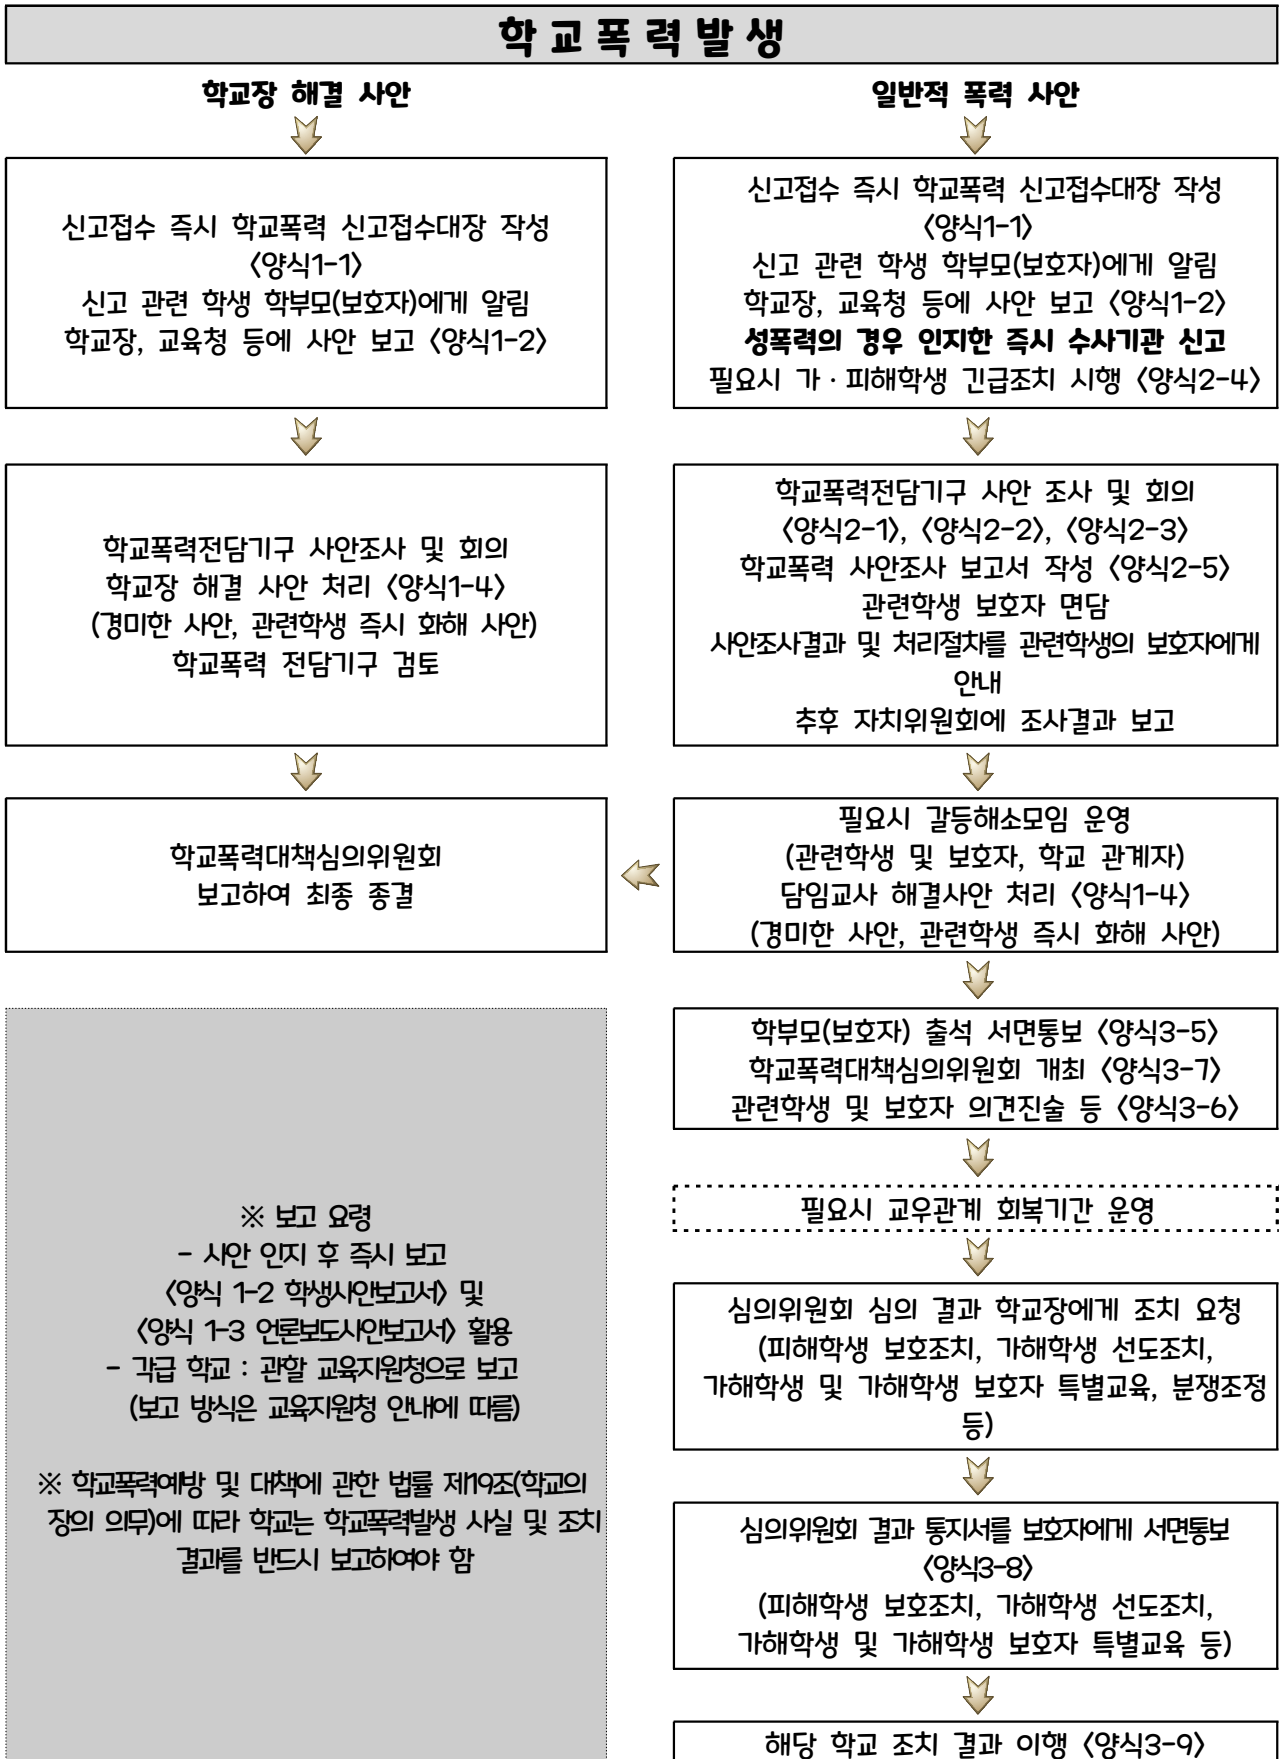 학교폭력발생
학교장 해결 사안
신고접수 즉시 학교폭력 신고접수대장 작성
〈양식1-1〉
신고 관련 학생 학부모(보호자)에게 알림
학교장, 교육청 등에 사안 보고 〈양식1-2〉
학교폭력전담기구 사안조사 및 회의
학교장 해결 사안 처리 〈양식1-4〉
(경미한 사안, 관련학생 즉시 화해 사안)
학교폭력 전담기구 검토
학교폭력대책심의위원회
보고하여 최종 종결
※ 보고 요령
- 사안 인지 후 즉시 보고
〈양식 1-2 학생사안보고서〉 및
〈양식 1-3 언론보도사안보고서〉 활용
- 각급 학교 : 관할 교육지원청으로 보고
(보고 방식은 교육지원청 안내에 따름)
※ 학교폭력예방 및 대책에 관한 법률 제19조(학교의
장의 의무)에 따라 학교는 학교폭력발생 사실 및 조치
결과를 반드시 보고하여야 함
일반적 폭력 사안
신고접수 즉시 학교폭력 신고접수대장 작성
〈양식1-1〉
신고 관련 학생 학부모(보호자)에게 알림
학교장, 교육청 등에 사안 보고 〈양식1-2〉
성폭력의 경우 인지한 즉시 수사기관 신고
필요시 가·피해학생 긴급조치 시행 〈양식2-4〉
학교폭력전담기구 사안 조사 및 회의
〈양식2-1〉, 〈양식2-2〉, 〈양식2-3〉
학교폭력 사안조사 보고서 작성 〈양식2-5〉
관련학생 보호자 면담
사안조사결과 및 처리절차를 관련학생의 보호자에게
안내
추후 자치위원회에 조사결과 보고
필요시 갈등해소모임 운영
(관련학생 및 보호자, 학교 관계자)
담임교사 해결사안 처리 〈양식1-4〉
(경미한 사안, 관련학생 즉시 화해 사안)
학부모(보호자) 출석 서면통보 〈양식3-5〉
학교폭력대책심의위원회 개최 〈양식3-7〉
관련학생 및 보호자 의견진술 등 〈양식3-6〉
필요시 교우관계 회복기간 운영
심의위원회 심의 결과 학교장에게 조치 요청
(피해학생 보호조치, 가해학생 선도조치,
가해학생 및 가해학생 보호자 특별교육, 분쟁조정
등)
심의위원회 결과 통지서를 보호자에게 서면통보
〈양식3-8〉
(피해학생 보호조치, 가해학생 선도조치,
가해학생 및 가해학생 보호자 특별교육 등)
해당 학교 조치 결과 이행 〈양식3-9〉